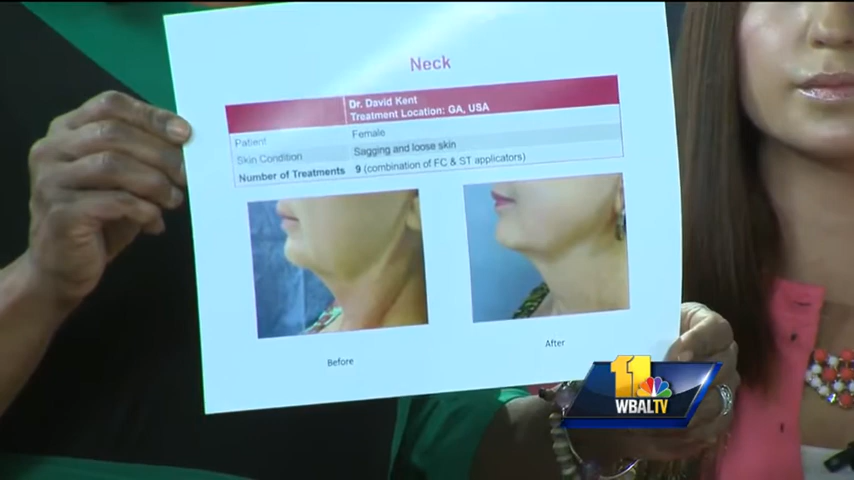 Neck
Dr. David Kent
Treatment Location: GA, USA
Patient Female
Skin Condition Sagging and loose skin
Number of Treatments 9 (combination of FC & ST applicators)
Before
After
11
WBALTV